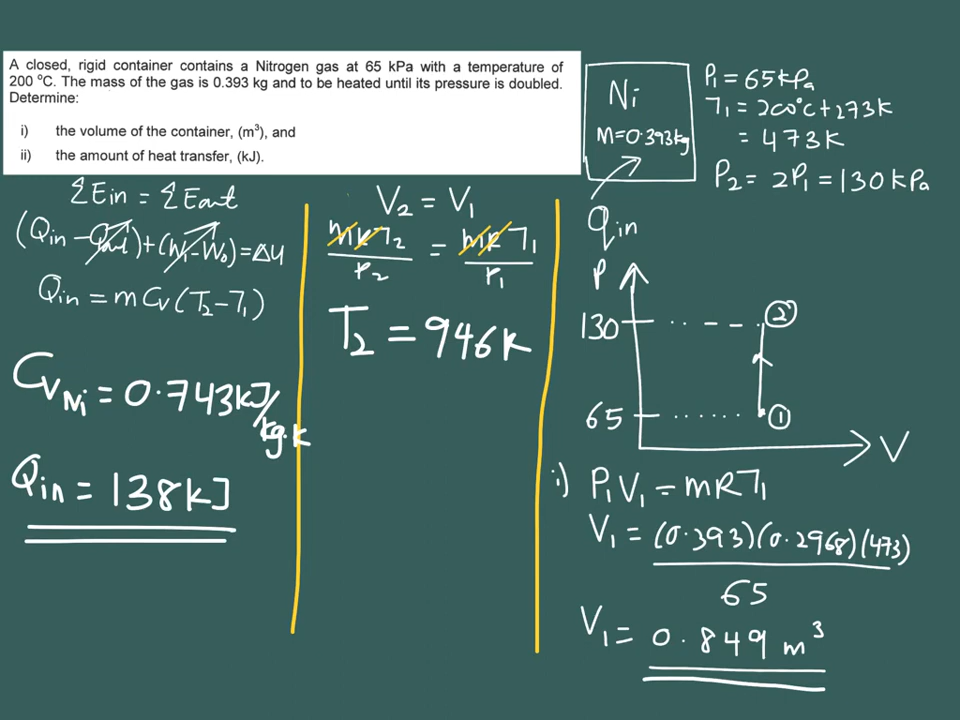 A closed, rigid container contains a Nitrogen gas at 65 kPa with a temperature of
200 °C. The mass of the gas is 0.393 kg and to be heated until its pressure is doubled.
Determine:
i) the volume of the container, (m³), and
ii) the amount of heat transfer, (kJ).
Ni
M=0.393kg
qin
P₁ = 65kPa
T₁ = 200°C+273K
= 473K
P₂ = 2P₁ = 130kPa
ΣEin = ΣEout
(Qin - Qout)+(Wi-Wo)=ΔU
Qin = mCv(T₂-T₁)
CvNi = 0.743kJ/kg.K
Qin = 138kJ
V₂ = V₁
mRT₂/P₂ = mRT₁/P₁
T₂ = 946K
P
130
②
65
①
V
i) P₁V₁ = mRT₁
V₁ = (0.393)(0.2968)(473)
65
V₁ = 0.849 m³